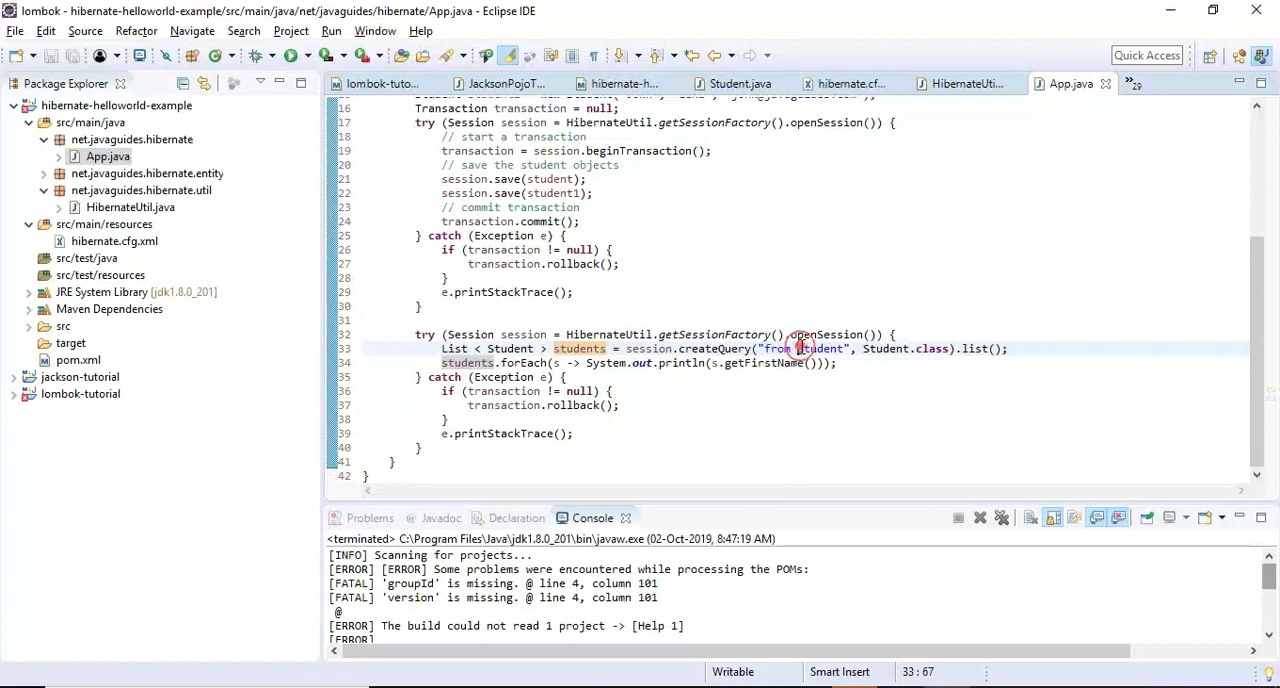 lombok - hibernate-helloworld-example/src/main/java/net/javaguides/hibernate/App.java - Eclipse IDE
File Edit Source Refactor Navigate Search Project Run Window Help
Quick Access
Package Explorer
lombok-tuto... JacksonPojoT... hibernate-h... Student.java hibernate.cf... HibernateUti... App.java »29
hibernate-helloworld-example
src/main/java
net.javaguides.hibernate
App.java
net.javaguides.hibernate.entity
net.javaguides.hibernate.util
HibernateUtil.java
src/main/resources
hibernate.cfg.xml
src/test/java
src/test/resources
JRE System Library [jdk1.8.0_201]
Maven Dependencies
src
target
pom.xml
jackson-tutorial
lombok-tutorial
16 Transaction transaction = null;
17 try (Session session = HibernateUtil.getSessionFactory().openSession()) {
18 // start a transaction
19 transaction = session.beginTransaction();
20 // save the student objects
21 session.save(student);
22 session.save(student1);
23 // commit transaction
24 transaction.commit();
25 } catch (Exception e) {
26 if (transaction != null) {
27 transaction.rollback();
28 }
29 e.printStackTrace();
30 }
31
32 try (Session session = HibernateUtil.getSessionFactory().openSession()) {
33 List < Student > students = session.createQuery("from Student", Student.class).list();
34 students.forEach(s -> System.out.println(s.getFirstName()));
35 } catch (Exception e) {
36 if (transaction != null) {
37 transaction.rollback();
38 }
39 e.printStackTrace();
40 }
41 }
42 }
Problems Javadoc Declaration Console
<terminated> C:\Program Files\Java\jdk1.8.0_201\bin\javaw.exe (02-Oct-2019, 8:47:19 AM)
[INFO] Scanning for projects...
[ERROR] [ERROR] Some problems were encountered while processing the POMs:
[FATAL] 'groupId' is missing. @ line 4, column 101
[FATAL] 'version' is missing. @ line 4, column 101
@
[ERROR] The build could not read 1 project -> [Help 1]
[ERROR]
Writable Smart Insert 33 : 67